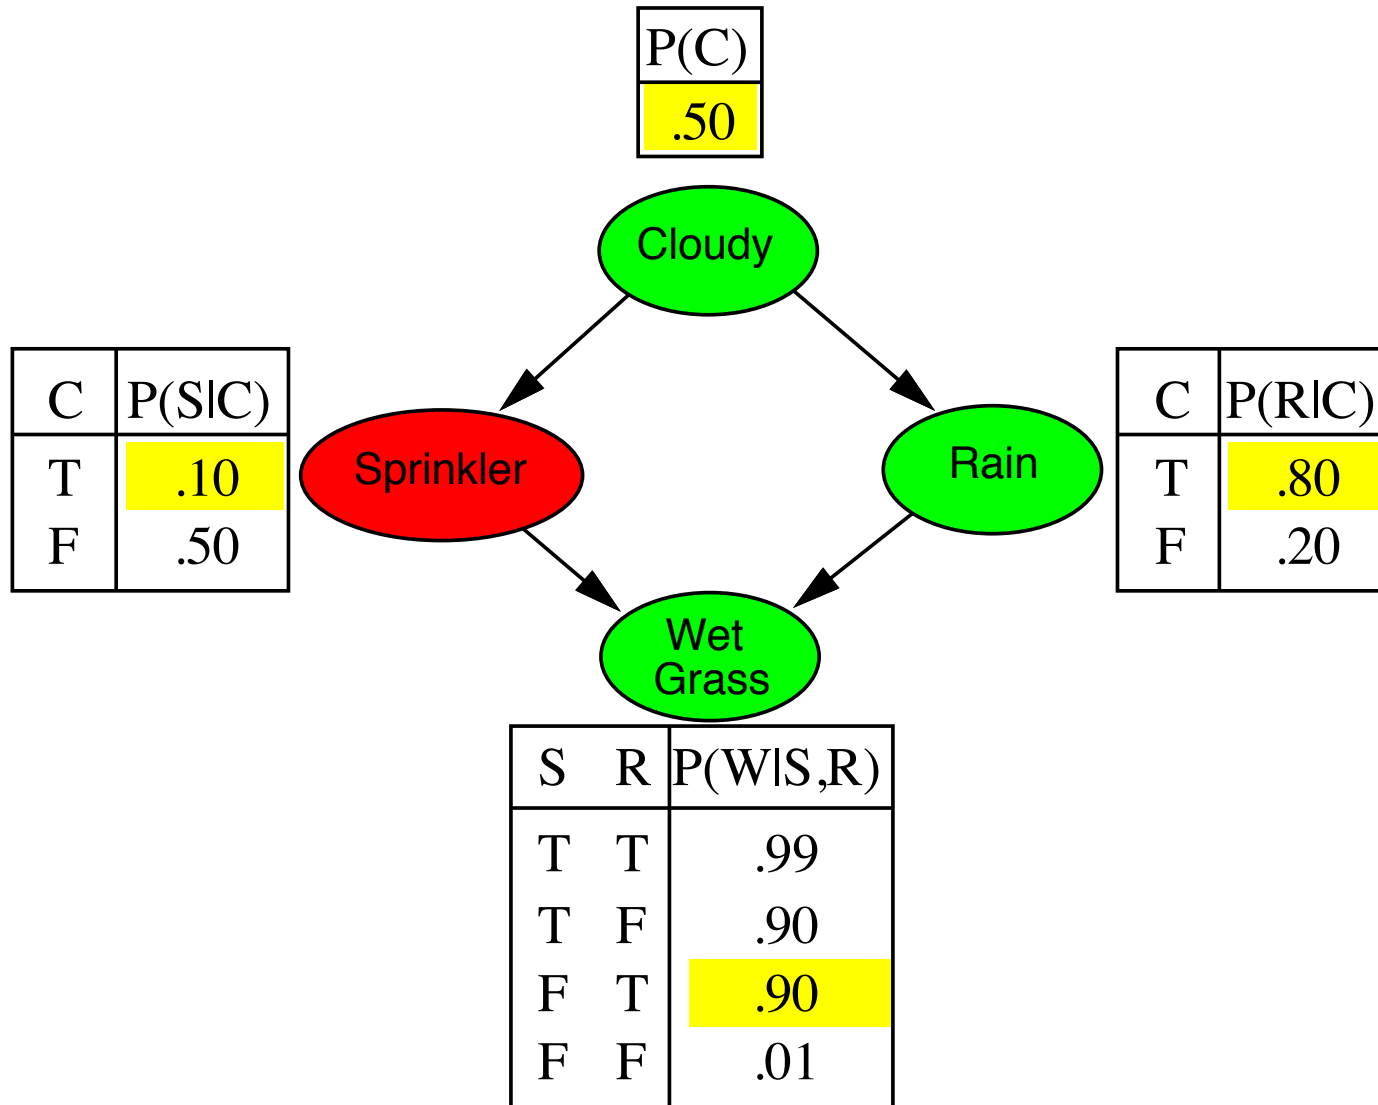 P(C)
.50
Cloudy
C P(S|C)
T .10
F .50
Sprinkler
Rain
C P(R|C)
T .80
F .20
Wet
Grass
S R P(W|S,R)
T T .99
T F .90
F T .90
F F .01